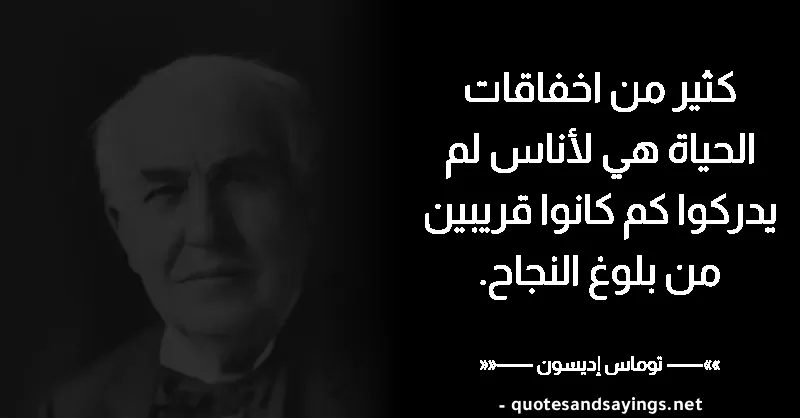 كثير من اخفاقات
الحياة هي لأناس لم
يدركوا كم كانوا قريبين
من بلوغ النجاح.
»»—— توماس إديسون ——««
- quotesandsayings.net